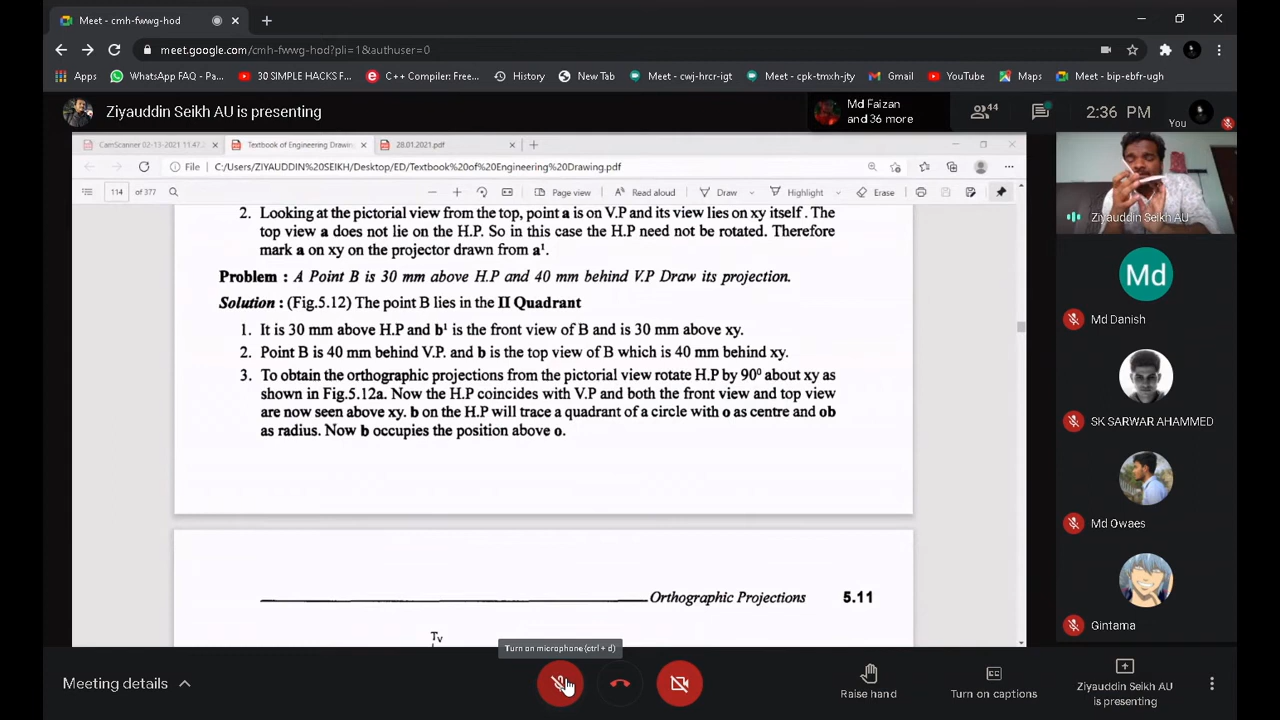 Meet - cmh-fwwg-hod
meet.google.com/cmh-fwwg-hod?pli=1&authuser=0
Apps WhatsApp FAQ - Pa... 30 SIMPLE HACKS F... C++ Compiler: Free... History New Tab Meet - cwj-hrcr-igt Meet - cpk-tmxh-jty Gmail YouTube Maps Meet - bip-ebfr-ugh
Ziyauddin Seikh AU is presenting
Md Faizan
and 36 more
44
2:36 PM
You
CamScanner 02-13-2021 11.47... Textbook of Engineering Drawin 28.01.2021.pdf
File C:/Users/ZIYAUDDIN%20SEIKH/Desktop/ED/Textbook%20of%20Engineering%20Drawing.pdf
114 of 377 Page view Read aloud Draw Highlight Erase
2. Looking at the pictorial view from the top, point a is on V.P and its view lies on xy itself. The
top view a does not lie on the H.P. So in this case the H.P need not be rotated. Therefore
mark a on xy on the projector drawn from a¹.
Problem : A Point B is 30 mm above H.P and 40 mm behind V.P Draw its projection.
Solution : (Fig.5.12) The point B lies in the II Quadrant
1. It is 30 mm above H.P and b¹ is the front view of B and is 30 mm above xy.
2. Point B is 40 mm behind V.P. and b is the top view of B which is 40 mm behind xy.
3. To obtain the orthographic projections from the pictorial view rotate H.P by 90⁰ about xy as
shown in Fig.5.12a. Now the H.P coincides with V.P and both the front view and top view
are now seen above xy. b on the H.P will trace a quadrant of a circle with o as centre and ob
as radius. Now b occupies the position above o.
Orthographic Projections 5.11
Tv
Ziyauddin Seikh AU
Md
Md Danish
SK SARWAR AHAMMED
Md Owaes
Gintama
Turn on microphone (ctrl + d)
Meeting details
Raise hand
Turn on captions
Ziyauddin Seikh AU
is presenting